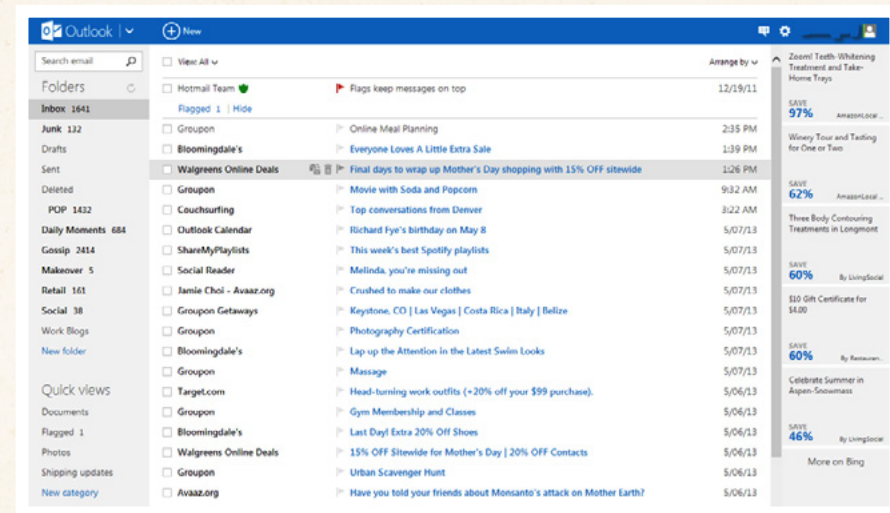 Outlook
New
Search email
View: All
Arrange by
Folders
Hotmail Team Flags keep messages on top 12/19/11
Inbox 1641
Flagged 1 | Hide
Junk 132
Groupon Online Meal Planning 2:35 PM
Drafts
Bloomingdale's Everyone Loves A Little Extra Sale 1:39 PM
Sent
Walgreens Online Deals Final days to wrap up Mother's Day shopping with 15% OFF sitewide 1:26 PM
Deleted
Groupon Movie with Soda and Popcorn 9:32 AM
POP 1432
Couchsurfing Top conversations from Denver 3:22 AM
Daily Moments 684
Outlook Calendar Richard Fye's birthday on May 8 5/07/13
Gossip 2414
ShareMyPlaylists This week's best Spotify playlists 5/07/13
Makeover 5
Social Reader Melinda, you're missing out 5/07/13
Retail 161
Jamie Choi - Avaaz.org Crushed to make our clothes 5/07/13
Social 38
Groupon Getaways Keystone, CO | Las Vegas | Costa Rica | Italy | Belize 5/07/13
Work Blogs
Groupon Photography Certification 5/07/13
New folder
Bloomingdale's Lap up the Attention in the Latest Swim Looks 5/07/13
Groupon Massage 5/07/13
Quick views
Target.com Head-turning work outfits (+20% off your $99 purchase). 5/06/13
Documents
Groupon Gym Membership and Classes 5/06/13
Flagged 1
Bloomingdale's Last Day! Extra 20% Off Shoes 5/06/13
Photos
Walgreens Online Deals 15% OFF Sitewide for Mother's Day | 20% OFF Contacts 5/06/13
Shipping updates
Groupon Urban Scavenger Hunt 5/06/13
New category
Avaaz.org Have you told your friends about Monsanto's attack on Mother Earth? 5/06/13
Zoom! Teeth-Whitening
Treatment and Take-
Home Trays
SAVE
97% AmazonLocal ...
Winery Tour and Tasting
for One or Two
SAVE
62% AmazonLocal ...
Three Body Contouring
Treatments in Longmont
SAVE
60% By LivingSocial
$10 Gift Certificate for
$4.00
SAVE
60% By Restauran...
Celebrate Summer in
Aspen-Snowmass
SAVE
46% By LivingSocial
More on Bing